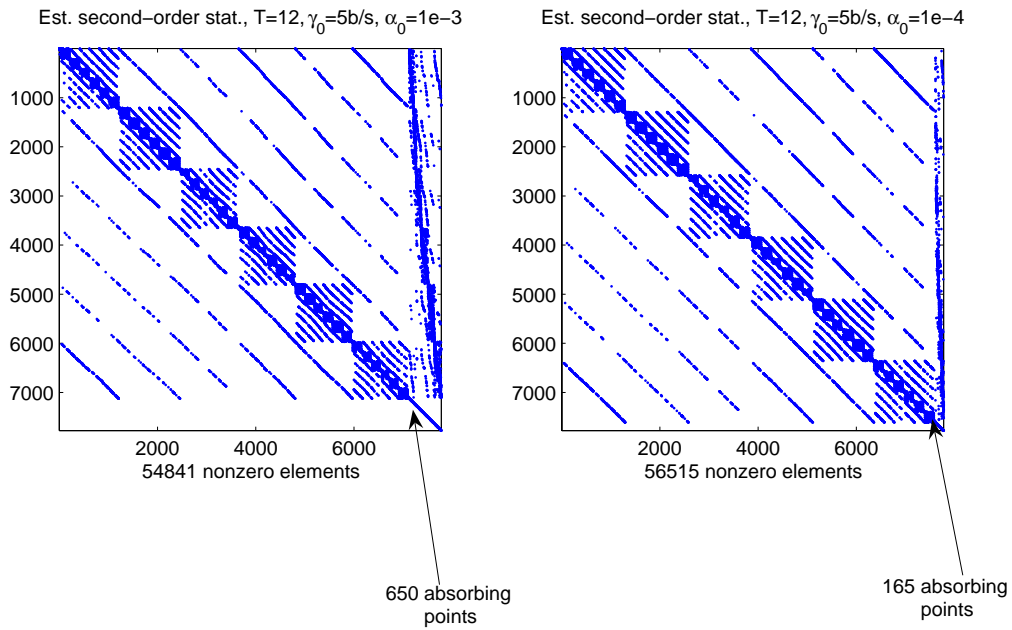 Est. second−order stat., T=12, γ0=5b/s, α0=1e−3
1000
2000
3000
4000
5000
6000
7000
2000 4000 6000
54841 nonzero elements
650 absorbing
points
Est. second−order stat., T=12, γ0=5b/s, α0=1e−4
1000
2000
3000
4000
5000
6000
7000
2000 4000 6000
56515 nonzero elements
165 absorbing
points